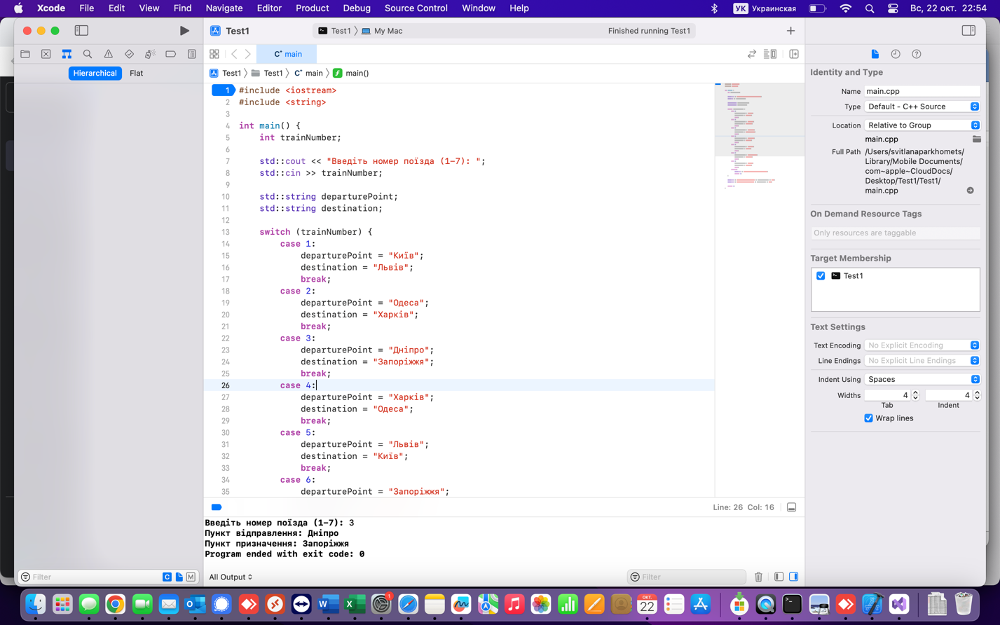 Xcode File Edit View Find Navigate Editor Product Debug Source Control Window Help УК Украинская Вс, 22 окт. 22:54
Test1 Test1 My Mac Finished running Test1
main
Hierarchical Flat
Test1 Test1 main main()
1 #include <iostream>
2 #include <string>
3
4 int main() {
5 int trainNumber;
6
7 std::cout << "Введіть номер поїзда (1-7): ";
8 std::cin >> trainNumber;
9
10 std::string departurePoint;
11 std::string destination;
12
13 switch (trainNumber) {
14 case 1:
15 departurePoint = "Київ";
16 destination = "Львів";
17 break;
18 case 2:
19 departurePoint = "Одеса";
20 destination = "Харків";
21 break;
22 case 3:
23 departurePoint = "Дніпро";
24 destination = "Запоріжжя";
25 break;
26 case 4:
27 departurePoint = "Харків";
28 destination = "Одеса";
29 break;
30 case 5:
31 departurePoint = "Львів";
32 destination = "Київ";
33 break;
34 case 6:
35 departurePoint = "Запоріжжя";
Line: 26 Col: 16
Введіть номер поїзда (1-7): 3
Пункт відправлення: Дніпро
Пункт призначення: Запоріжжя
Program ended with exit code: 0
Filter C M All Output Filter
Identity and Type
Name main.cpp
Type Default - C++ Source
Location Relative to Group
main.cpp
Full Path /Users/svitlanaparkhomets/
Library/Mobile Documents/
com~apple~CloudDocs/
Desktop/Test1/Test1/
main.cpp
On Demand Resource Tags
Only resources are taggable
Target Membership
Test1
Text Settings
Text Encoding No Explicit Encoding
Line Endings No Explicit Line Endings
Indent Using Spaces
Widths 4 4
Tab Indent
Wrap lines
1 ОКТ. 22